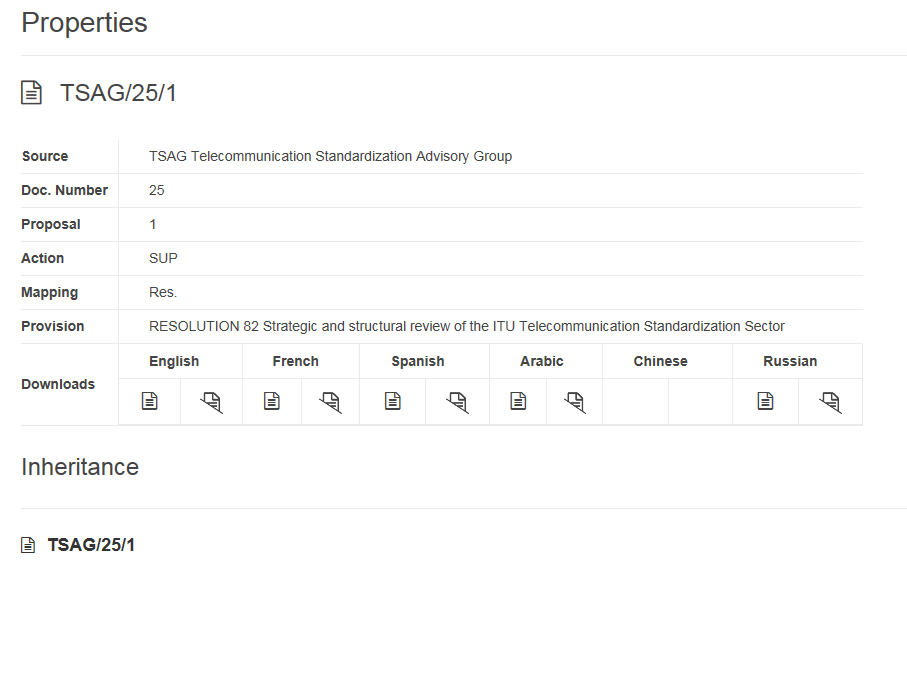 Properties
TSAG/25/1
Source TSAG Telecommunication Standardization Advisory Group
Doc. Number 25
Proposal 1
Action SUP
Mapping Res.
Provision RESOLUTION 82 Strategic and structural review of the ITU Telecommunication Standardization Sector
Downloads English French Spanish Arabic Chinese Russian
Inheritance
TSAG/25/1